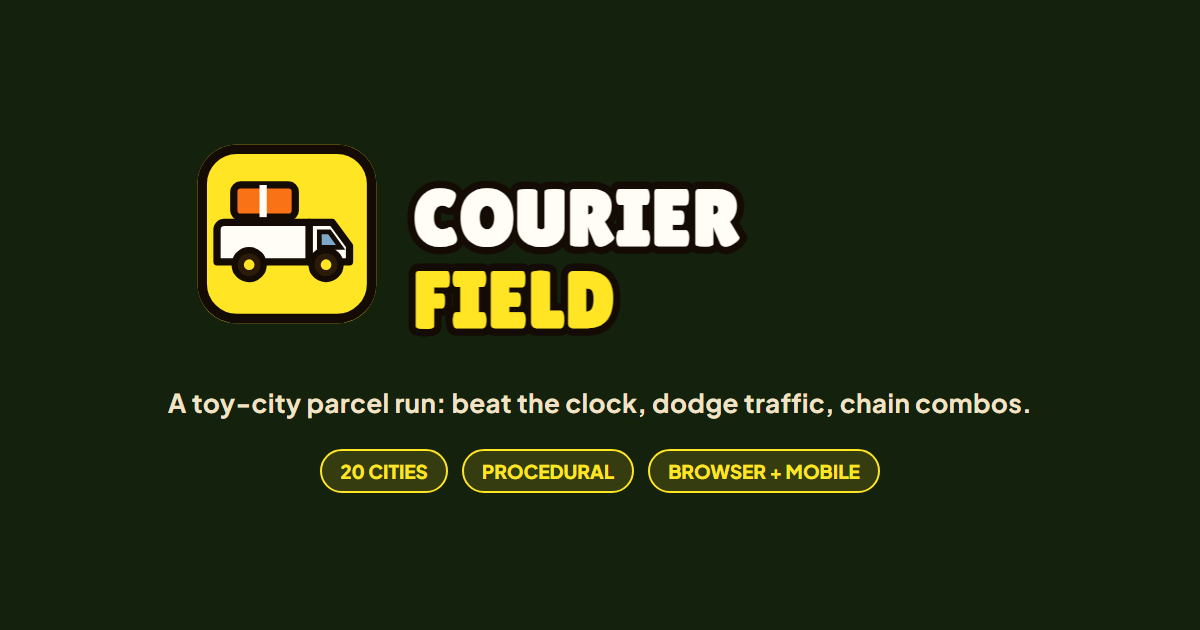 COURIER
FIELD
A toy-city parcel run: beat the clock, dodge traffic, chain combos.
20 CITIES
PROCEDURAL
BROWSER + MOBILE